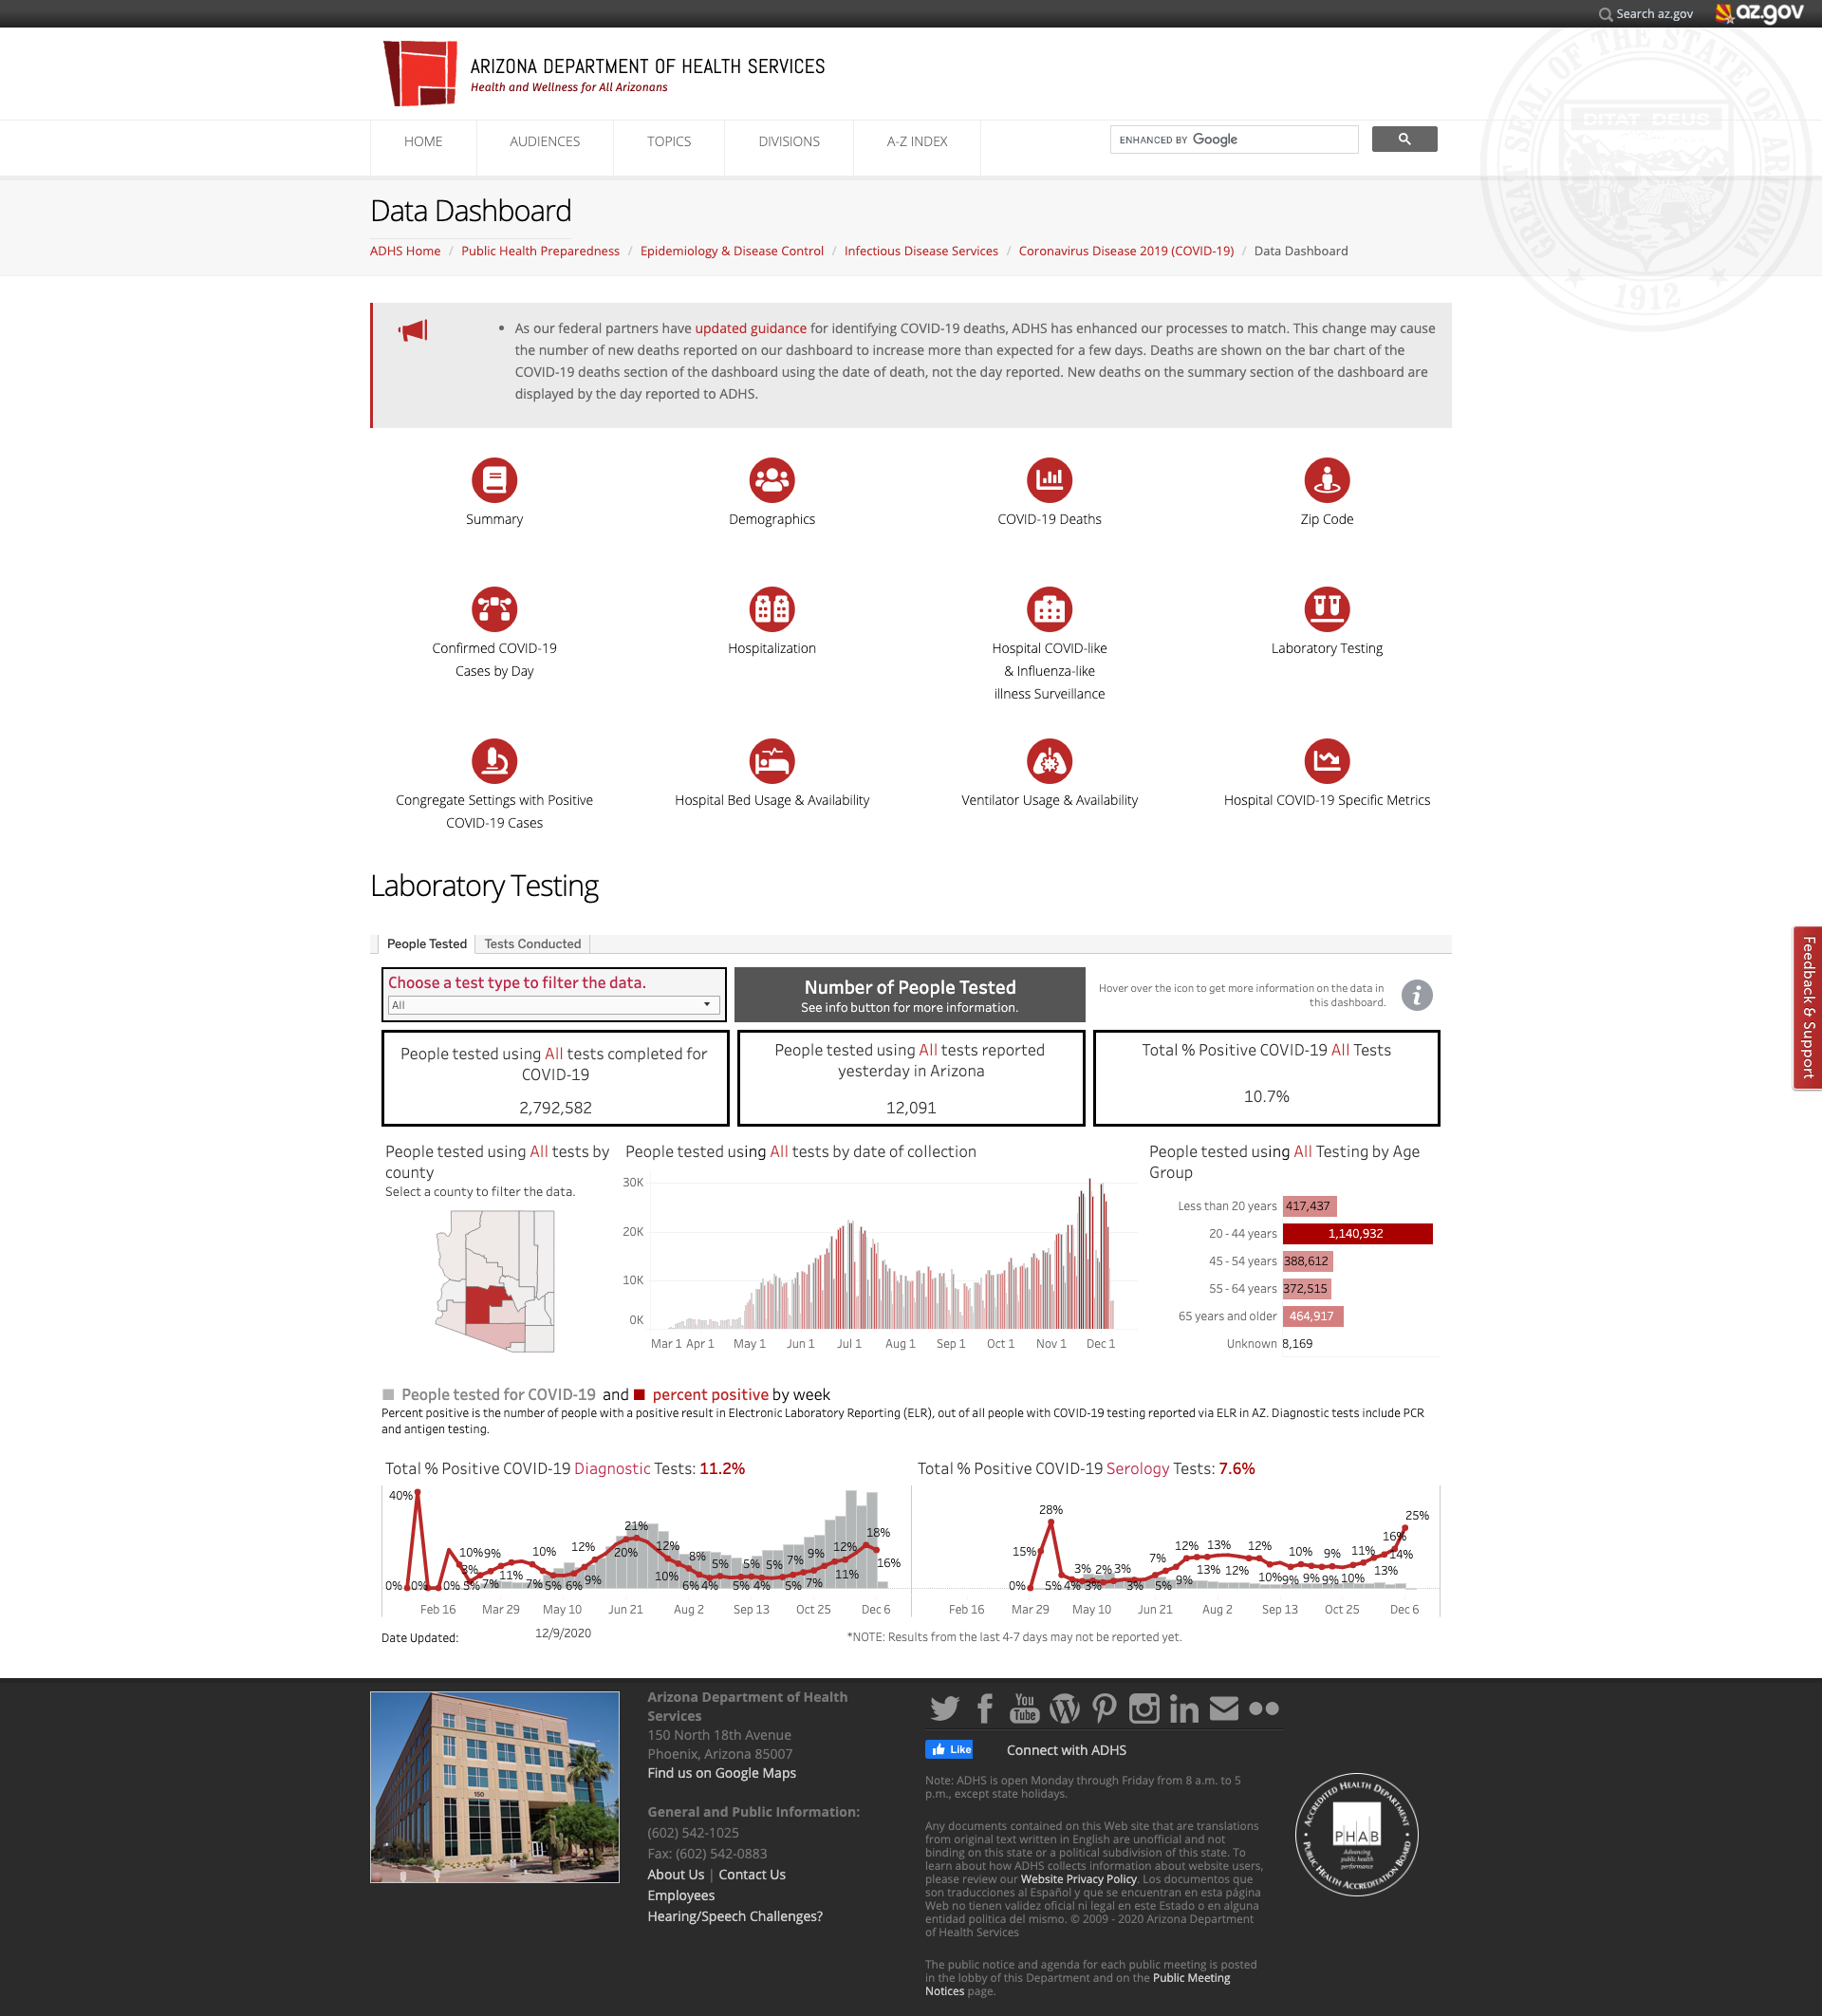 Search az.gov
az.gov
GREAT SEAL OF THE STATE OF ARIZONA
DITAT DEUS
1912
ARIZONA DEPARTMENT OF HEALTH SERVICES
Health and Wellness for All Arizonans
HOME AUDIENCES TOPICS DIVISIONS A-Z INDEX
ENHANCED BY Google
Data Dashboard
ADHS Home / Public Health Preparedness / Epidemiology & Disease Control / Infectious Disease Services / Coronavirus Disease 2019 (COVID-19) / Data Dashboard
• As our federal partners have updated guidance for identifying COVID-19 deaths, ADHS has enhanced our processes to match. This change may cause
the number of new deaths reported on our dashboard to increase more than expected for a few days. Deaths are shown on the bar chart of the
COVID-19 deaths section of the dashboard using the date of death, not the day reported. New deaths on the summary section of the dashboard are
displayed by the day reported to ADHS.
Summary
Demographics
COVID-19 Deaths
Zip Code
Confirmed COVID-19
Cases by Day
Hospitalization
Hospital COVID-like
& Influenza-like
illness Surveillance
Laboratory Testing
Congregate Settings with Positive
COVID-19 Cases
Hospital Bed Usage & Availability
Ventilator Usage & Availability
Hospital COVID-19 Specific Metrics
Laboratory Testing
Feedback & Support
People Tested Tests Conducted
Choose a test type to filter the data.
All
Number of People Tested
See info button for more information.
Hover over the icon to get more information on the data in
this dashboard.
i
People tested using All tests completed for
COVID-19
2,792,582
People tested using All tests reported
yesterday in Arizona
12,091
Total % Positive COVID-19 All Tests
10.7%
People tested using All tests by
county
Select a county to filter the data.
People tested using All tests by date of collection
30K
20K
10K
0K
Mar 1 Apr 1 May 1 Jun 1 Jul 1 Aug 1 Sep 1 Oct 1 Nov 1 Dec 1
People tested using All Testing by Age
Group
Less than 20 years 417,437
20 - 44 years 1,140,932
45 - 54 years 388,612
55 - 64 years 372,515
65 years and older 464,917
Unknown 8,169
People tested for COVID-19 and percent positive by week
Percent positive is the number of people with a positive result in Electronic Laboratory Reporting (ELR), out of all people with COVID-19 testing reported via ELR in AZ. Diagnostic tests include PCR
and antigen testing.
Total % Positive COVID-19 Diagnostic Tests: 11.2%
40% 0% 0% 0% 10% 3% 5% 9% 7% 11% 10% 7% 5% 12% 6% 9% 20% 21% 12% 10% 8% 6% 4% 5% 5% 5% 4% 5% 5% 7% 7% 9% 12% 11% 18% 16%
Feb 16 Mar 29 May 10 Jun 21 Aug 2 Sep 13 Oct 25 Dec 6
Total % Positive COVID-19 Serology Tests: 7.6%
0% 15% 28% 5% 4% 3% 3% 2% 3% 3% 7% 5% 12% 9% 13% 13% 12% 12% 10% 9% 10% 9% 9% 9% 10% 11% 13% 16% 14% 25%
Feb 16 Mar 29 May 10 Jun 21 Aug 2 Sep 13 Oct 25 Dec 6
Date Updated:
12/9/2020
*NOTE: Results from the last 4-7 days may not be reported yet.
150
Arizona Department of Health
Services
150 North 18th Avenue
Phoenix, Arizona 85007
Find us on Google Maps
General and Public Information:
(602) 542-1025
Fax: (602) 542-0883
About Us | Contact Us
Employees
Hearing/Speech Challenges?
You
Tube
Like
Connect with ADHS
Note: ADHS is open Monday through Friday from 8 a.m. to 5
p.m., except state holidays.
Any documents contained on this Web site that are translations
from original text written in English are unofficial and not
binding on this state or a political subdivision of this state. To
learn about how ADHS collects information about website users,
please review our Website Privacy Policy. Los documentos que
son traducciones al Español y que se encuentran en esta página
Web no tienen validez oficial ni legal en este Estado o en alguna
entidad politica del mismo. © 2009 - 2020 Arizona Department
of Health Services
The public notice and agenda for each public meeting is posted
in the lobby of this Department and on the Public Meeting
Notices page.
ACCREDITED HEALTH DEPARTMENT
PHAB
Advancing
public health
performance
PUBLIC HEALTH ACCREDITATION BOARD